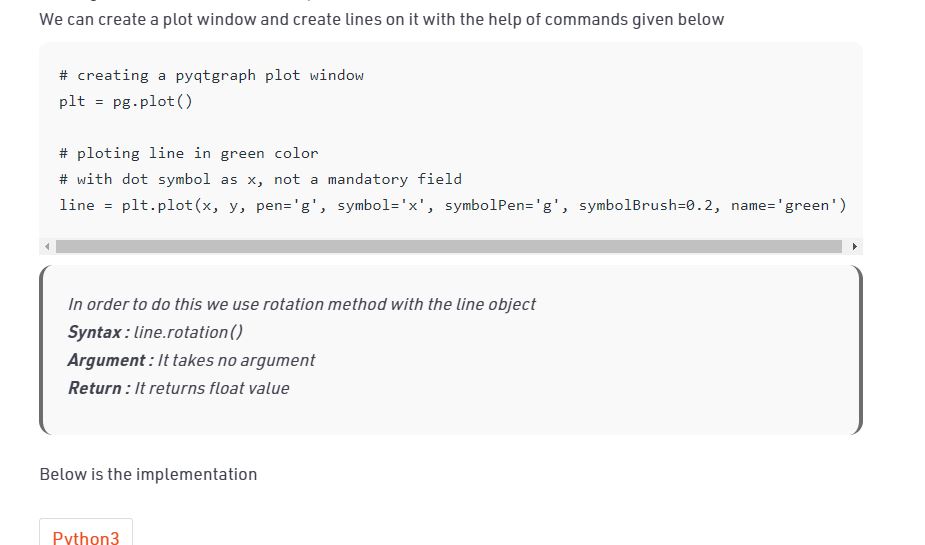 We can create a plot window and create lines on it with the help of commands given below
# creating a pyqtgraph plot window
plt = pg.plot()
# ploting line in green color
# with dot symbol as x, not a mandatory field
line = plt.plot(x, y, pen='g', symbol='x', symbolPen='g', symbolBrush=0.2, name='green')
In order to do this we use rotation method with the line object
Syntax : line.rotation()
Argument : It takes no argument
Return : It returns float value
Below is the implementation
Python3